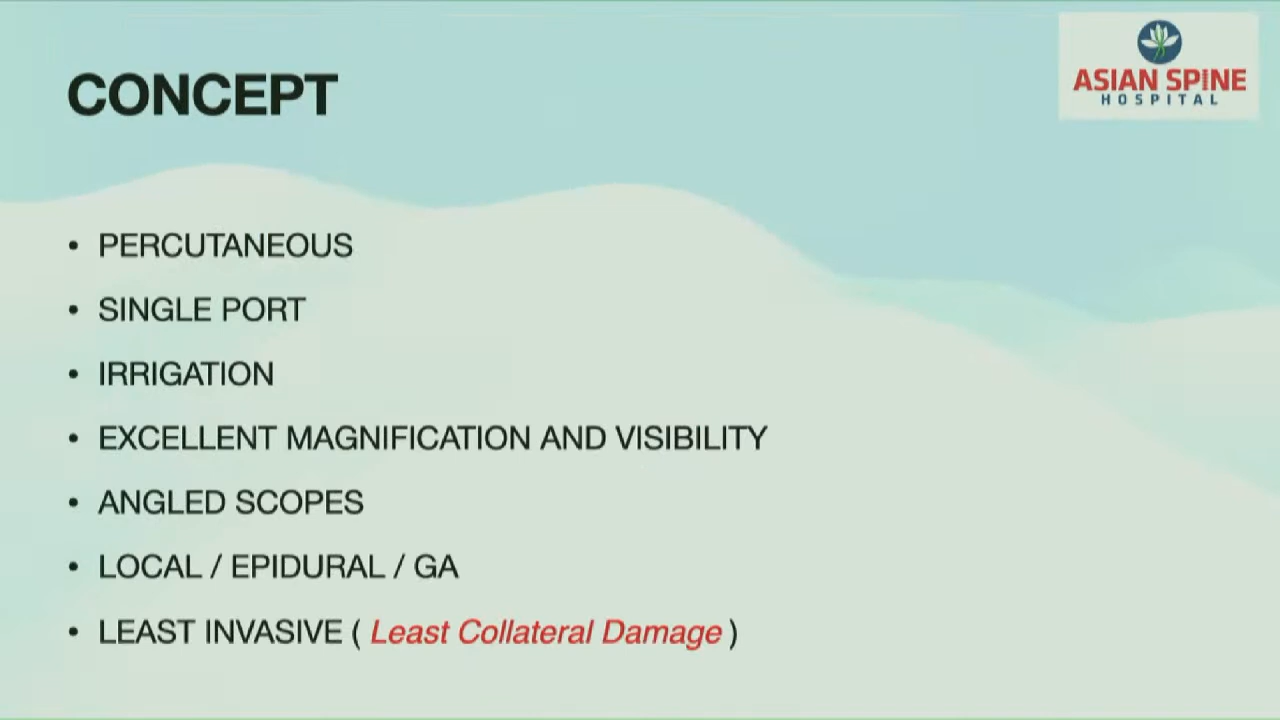 CONCEPT
ASIAN SPINE
HOSPITAL
• PERCUTANEOUS
• SINGLE PORT
• IRRIGATION
• EXCELLENT MAGNIFICATION AND VISIBILITY
• ANGLED SCOPES
• LOCAL / EPIDURAL / GA
• LEAST INVASIVE ( Least Collateral Damage )